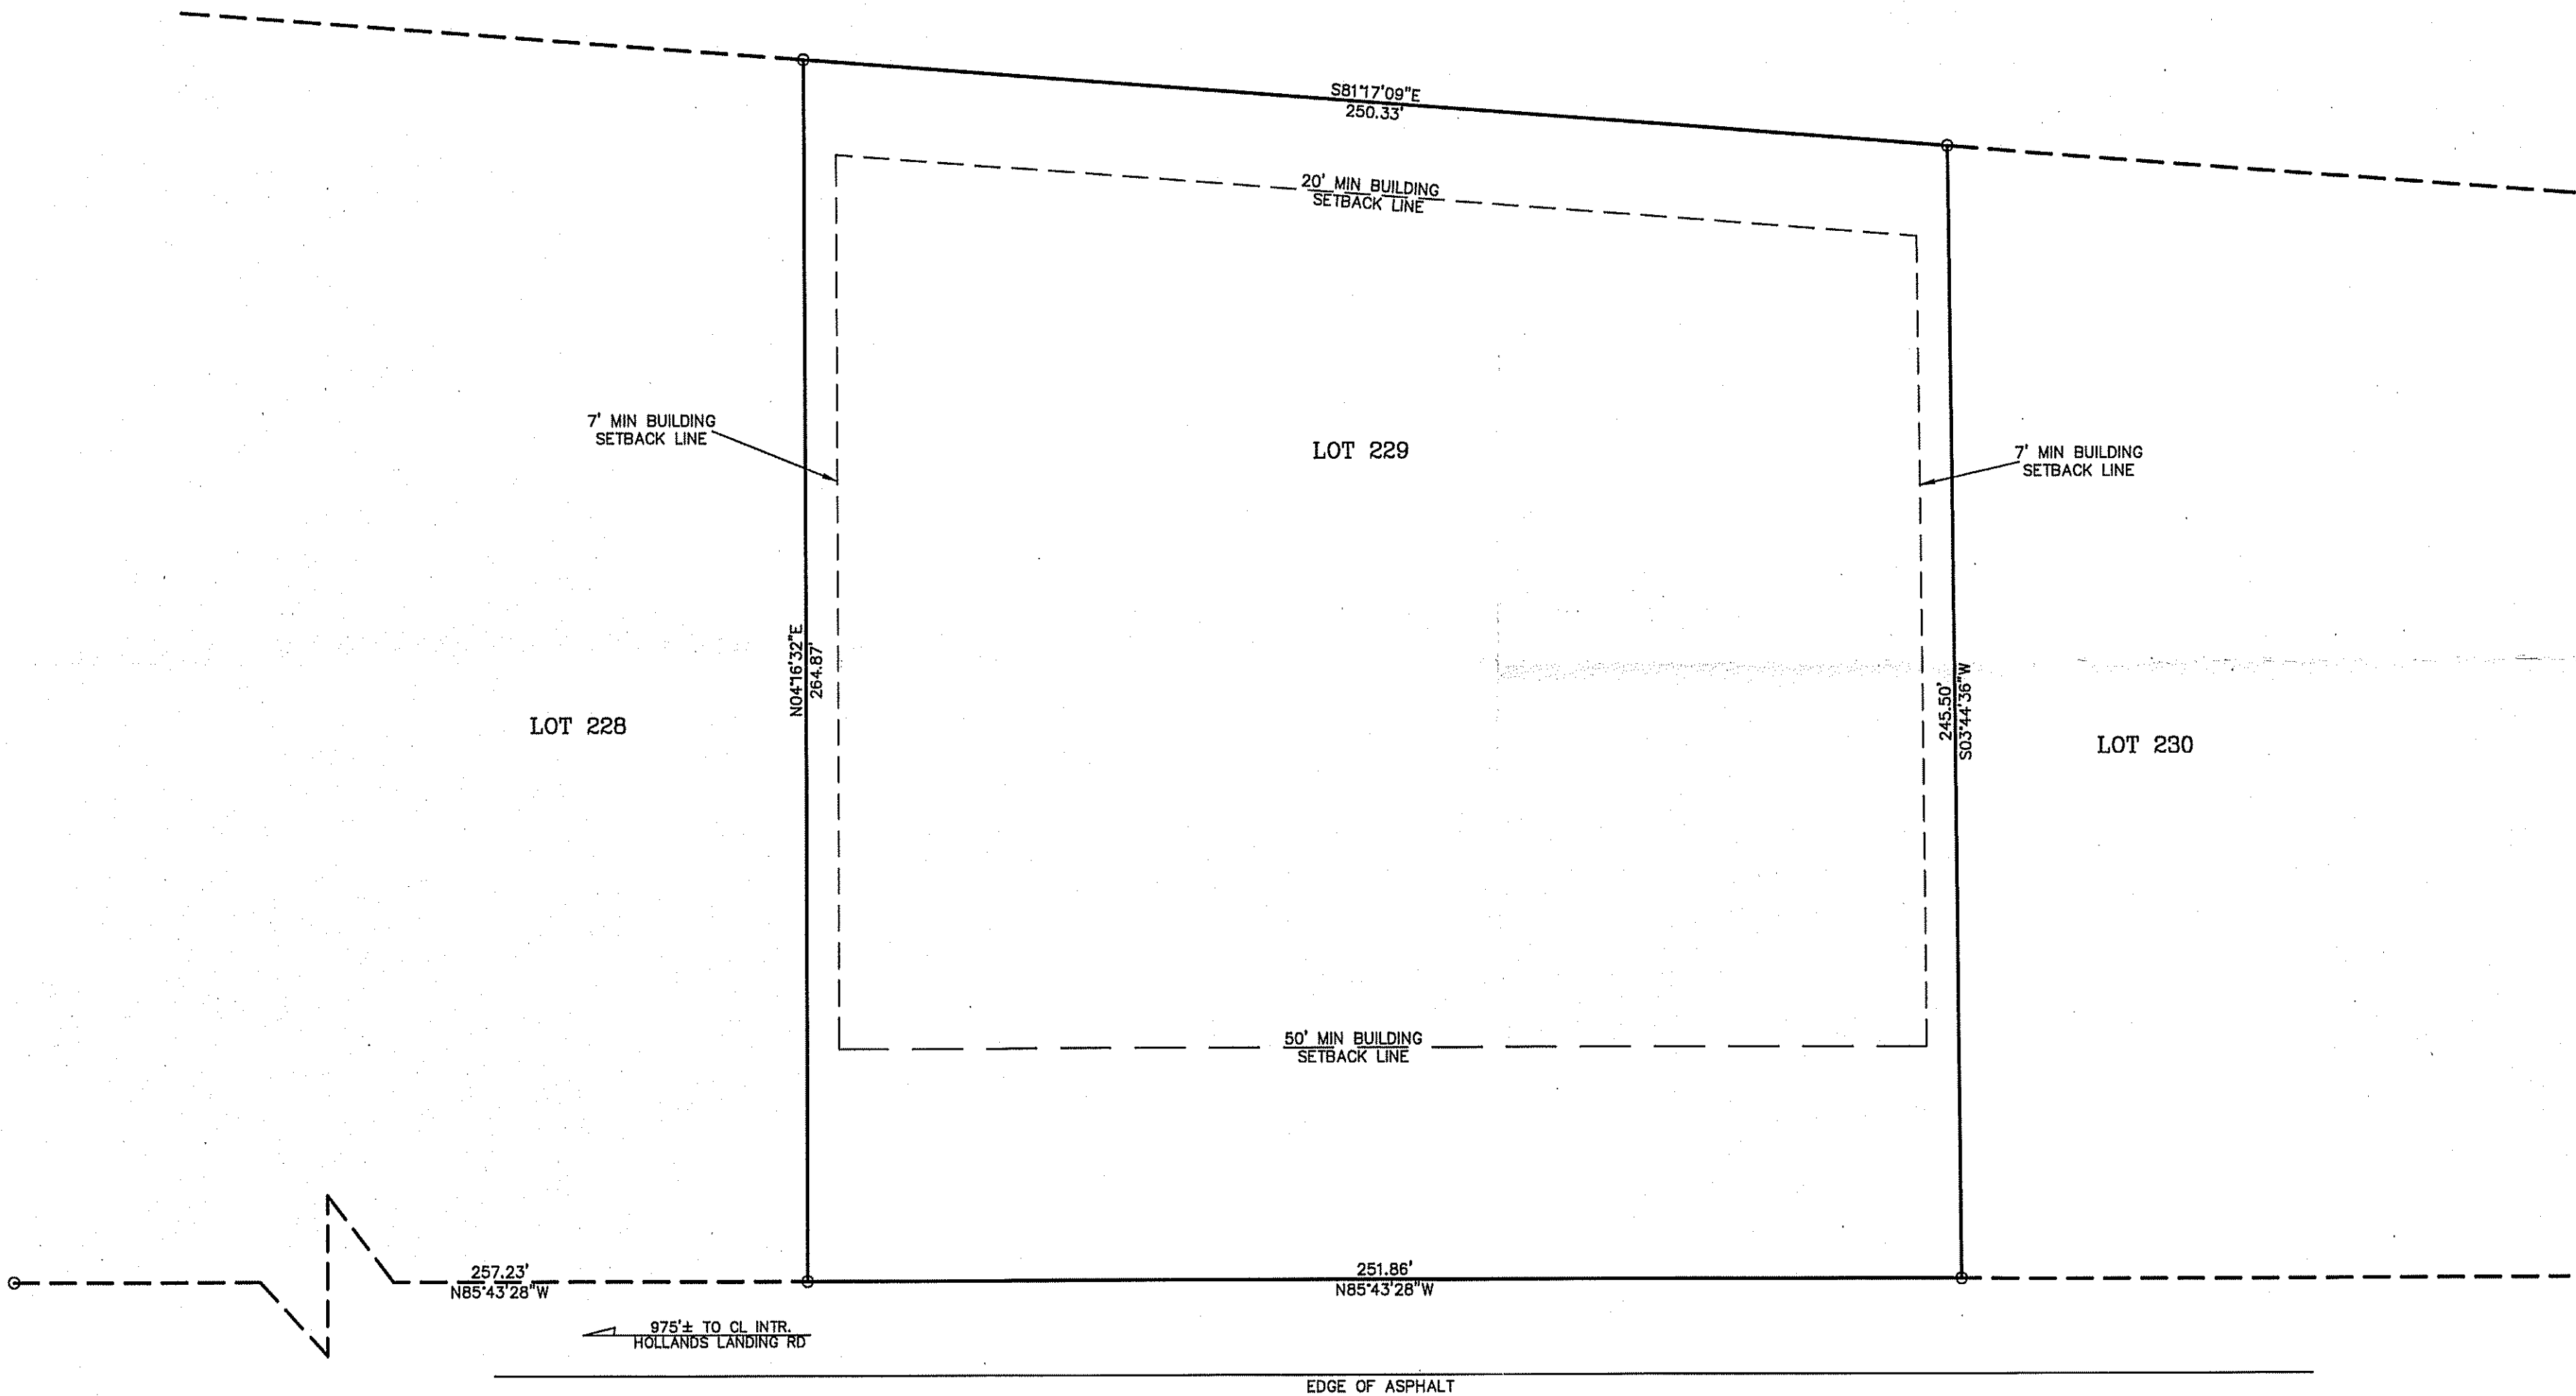 S81°17'09"E
250.33'
20' MIN BUILDING
SETBACK LINE
7' MIN BUILDING
SETBACK LINE
LOT 229
7' MIN BUILDING
SETBACK LINE
N04°16'32"E
264.87'
245.50'
S03°44'36"W
LOT 228
LOT 230
50' MIN BUILDING
SETBACK LINE
257.23'
N85°43'28"W
251.86'
N85°43'28"W
975'± TO CL INTR.
HOLLANDS LANDING RD
EDGE OF ASPHALT